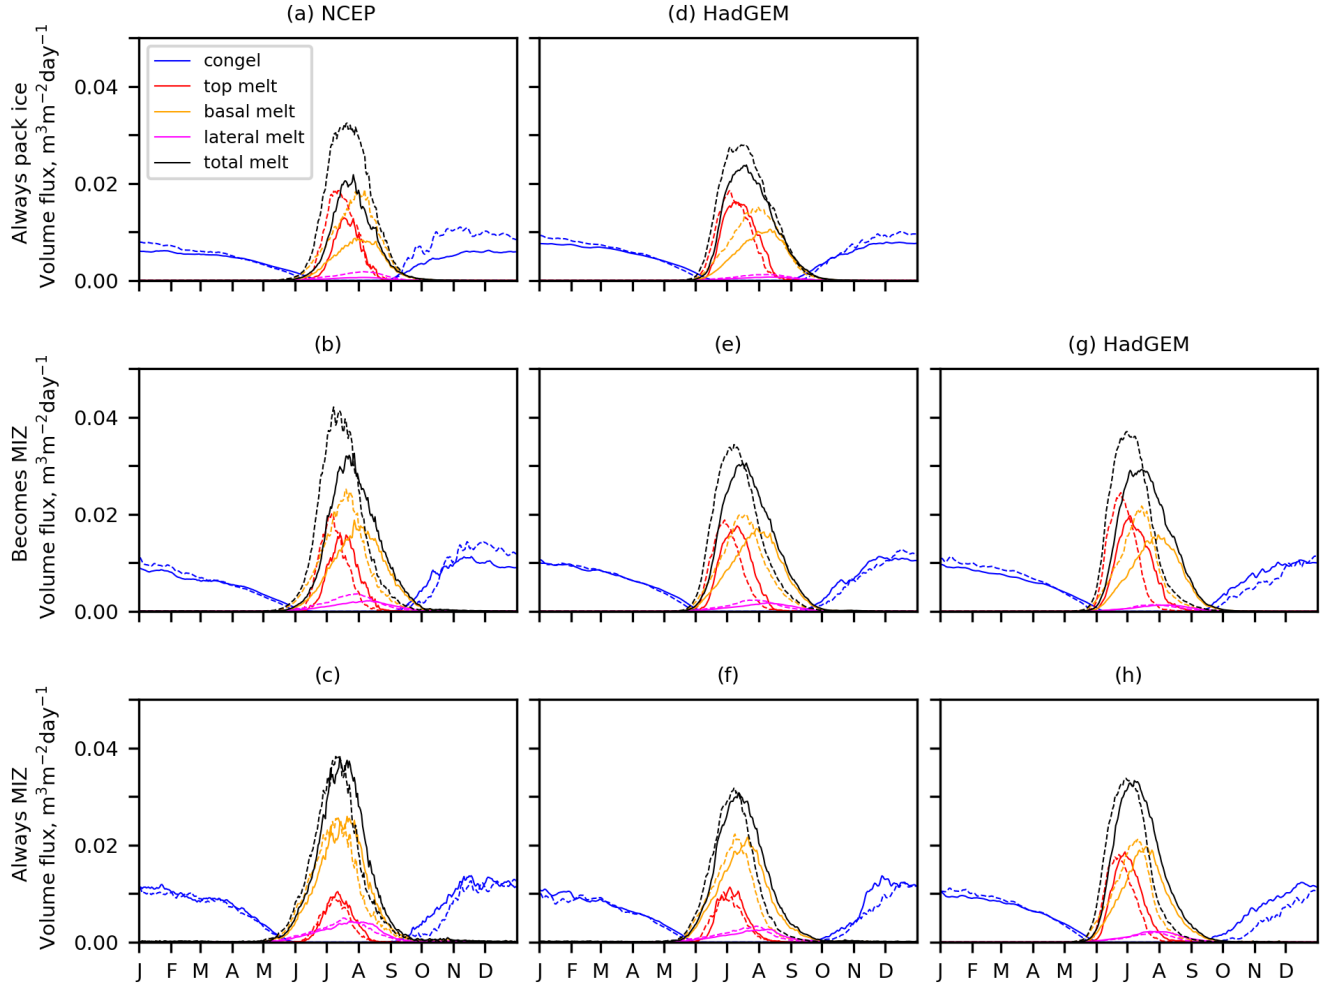 (a) NCEP
(d) HadGEM
Always pack ice
Volume flux, m³m⁻²day⁻¹
0.04
0.02
0.00
congel
top melt
basal melt
lateral melt
total melt
J F M A M J J A S O N D
J F M A M J J A S O N D
(b)
(e)
(g) HadGEM
Becomes MIZ
Volume flux, m³m⁻²day⁻¹
0.04
0.02
0.00
J F M A M J J A S O N D
J F M A M J J A S O N D
J F M A M J J A S O N D
(c)
(f)
(h)
Always MIZ
Volume flux, m³m⁻²day⁻¹
0.04
0.02
0.00
J F M A M J J A S O N D
J F M A M J J A S O N D
J F M A M J J A S O N D